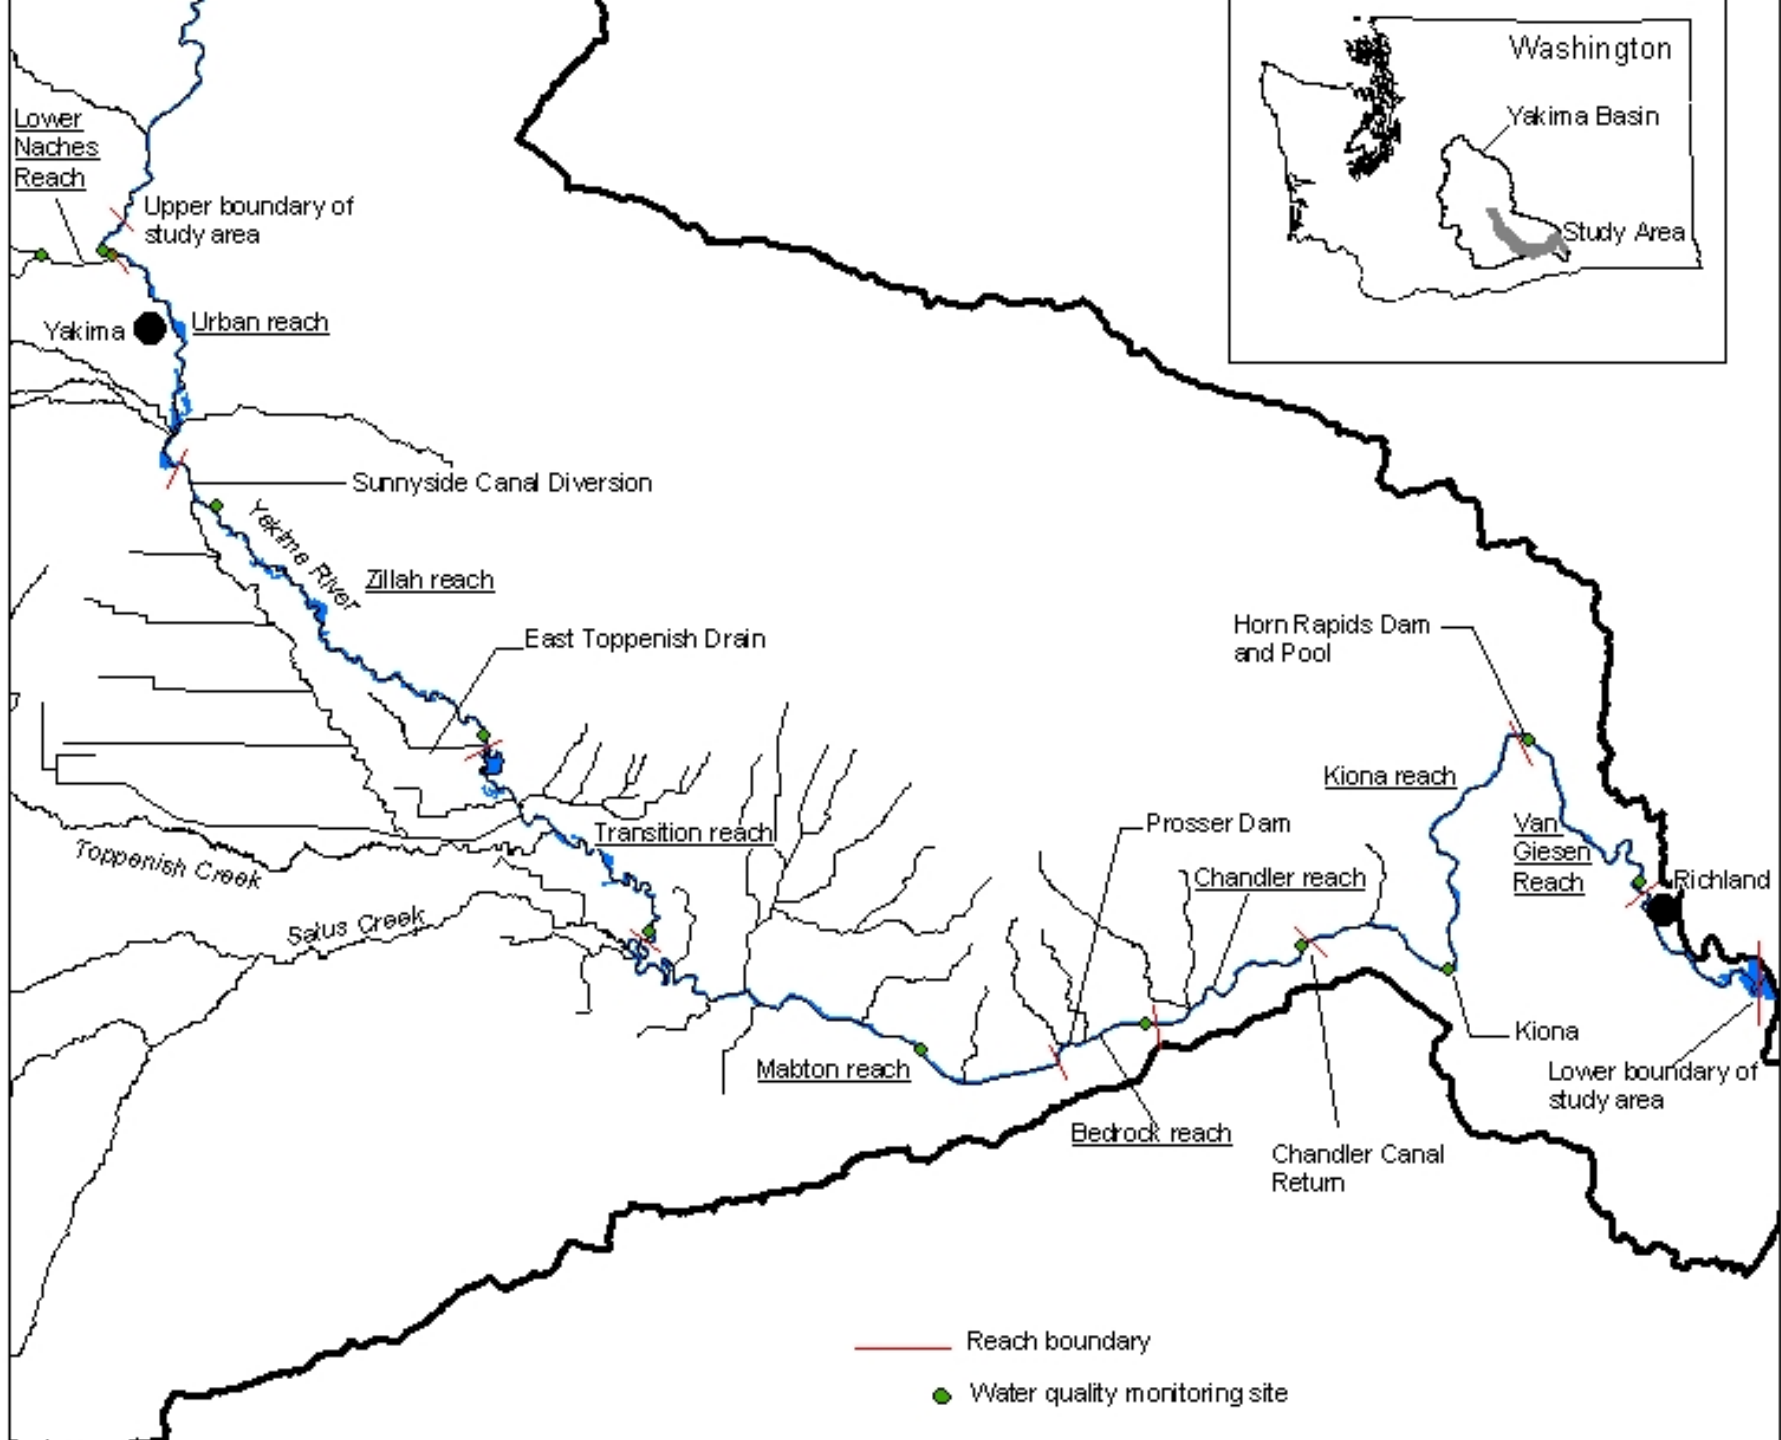 Washington
Yakima Basin
Study Area
Lower
Naches
Reach
Upper boundary of
study area
Yakima
Urban reach
Sunnyside Canal Diversion
Yakima River
Zillah reach
East Toppenish Drain
Horn Rapids Dam
and Pool
Kiona reach
Transition reach
Prosser Dam
Van
Giesen
Reach
Toppenish Creek
Chandler reach
Richland
Satus Creek
Kiona
Mabton reach
Lower boundary of
study area
Bedrock reach
Chandler Canal
Return
Reach boundary
Water quality monitoring site